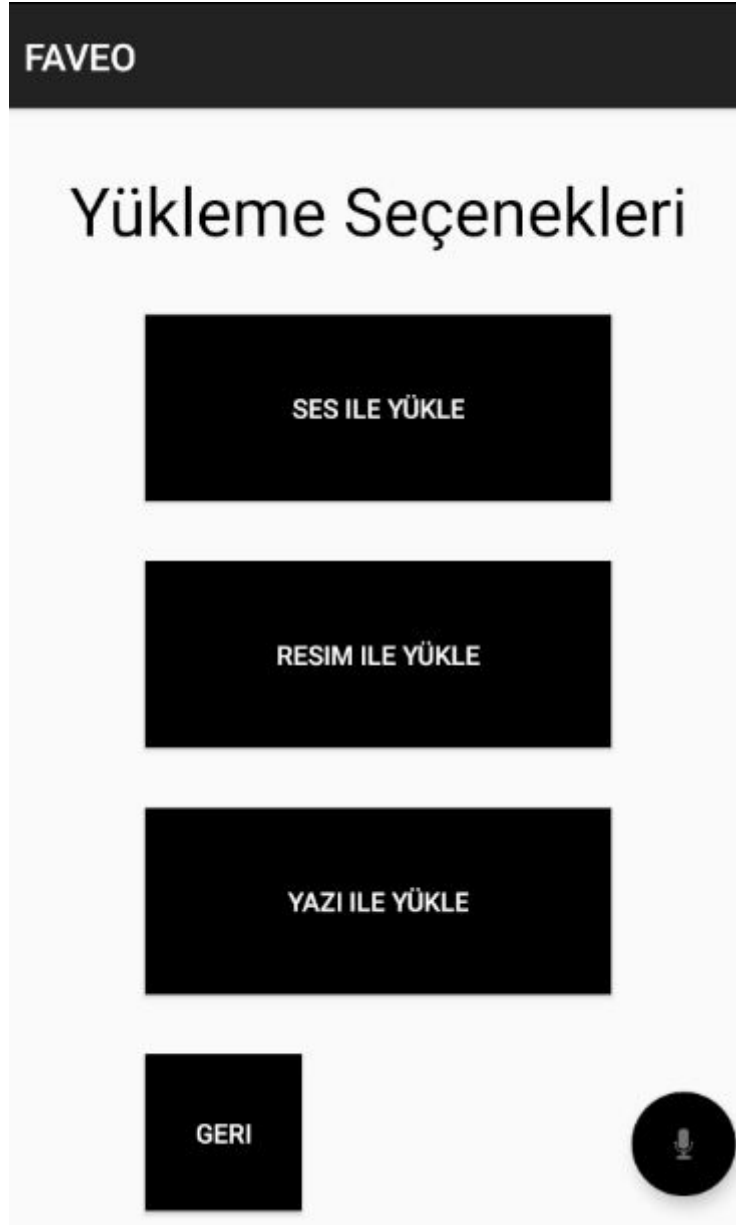 FAVEO
Yükleme Seçenekleri
SES ILE YÜKLE
RESIM ILE YÜKLE
YAZI ILE YÜKLE
GERI